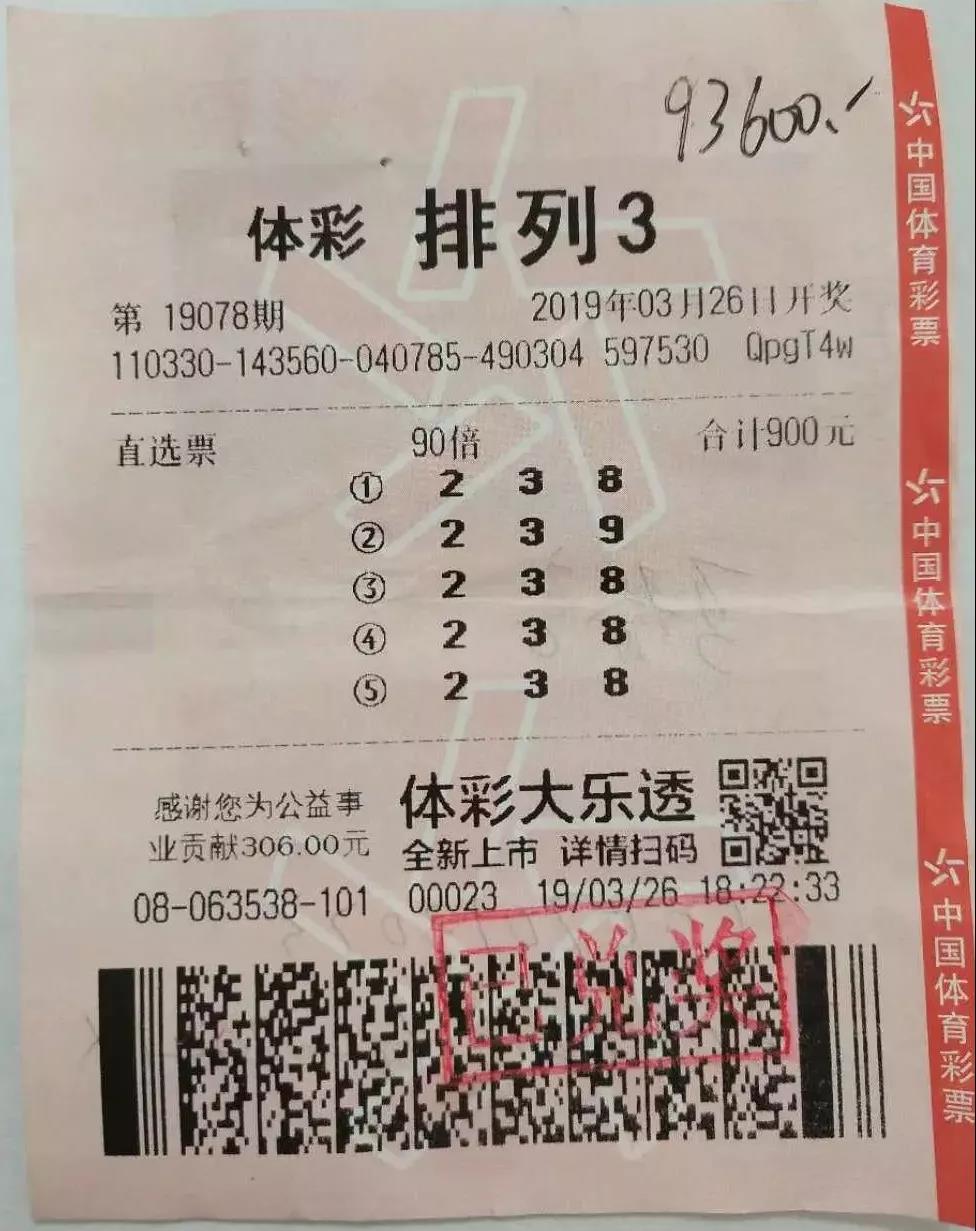 93600.
体彩 排列3
第 19078期 2019年03月26日开奖
110330-143560-040785-490304 597530 QpgT4w
直选票 90倍 合计900元
① 2 3 8
② 2 3 9
③ 2 3 8
④ 2 3 8
⑤ 2 3 8
感谢您为公益事
业贡献306.00元
体彩大乐透
全新上市 详情扫码
08-063538-101 00023 19/03/26 18:22:33
已兑奖
中国体育彩票
中国体育彩票
中国体育彩票